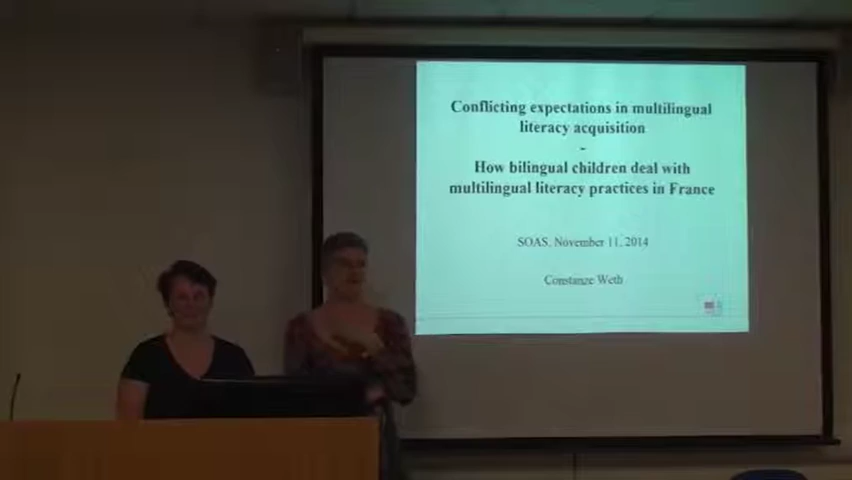 Conflicting expectations in multilingual
literacy acquisition
-
How bilingual children deal with
multilingual literacy practices in France
SOAS, November 11, 2014
Constanze Weth